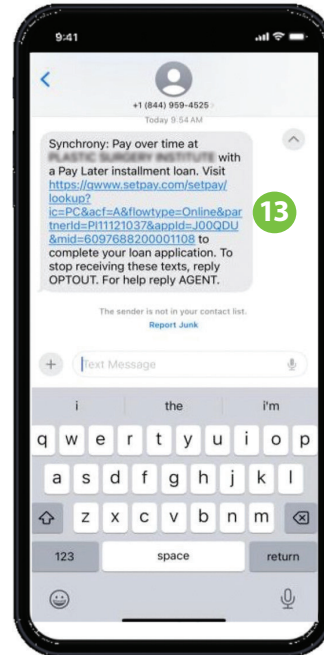 9:41
+1 (844) 959-4525
Today 9:54 AM
Synchrony: Pay over time at
with
a Pay Later installment loan. Visit
https://qwww.setpay.com/setpay/
lookup?
ic=PC&acf=A&flowtype=Online&par
tnerId=PI11121037&appId=J00QDU
&mid=6097688200001108 to
complete your loan application. To
stop receiving these texts, reply
OPTOUT. For help reply AGENT.
13
The sender is not in your contact list.
Report Junk
Text Message
i the i'm
q w e r t y u i o p
a s d f g h j k l
z x c v b n m
123 space return